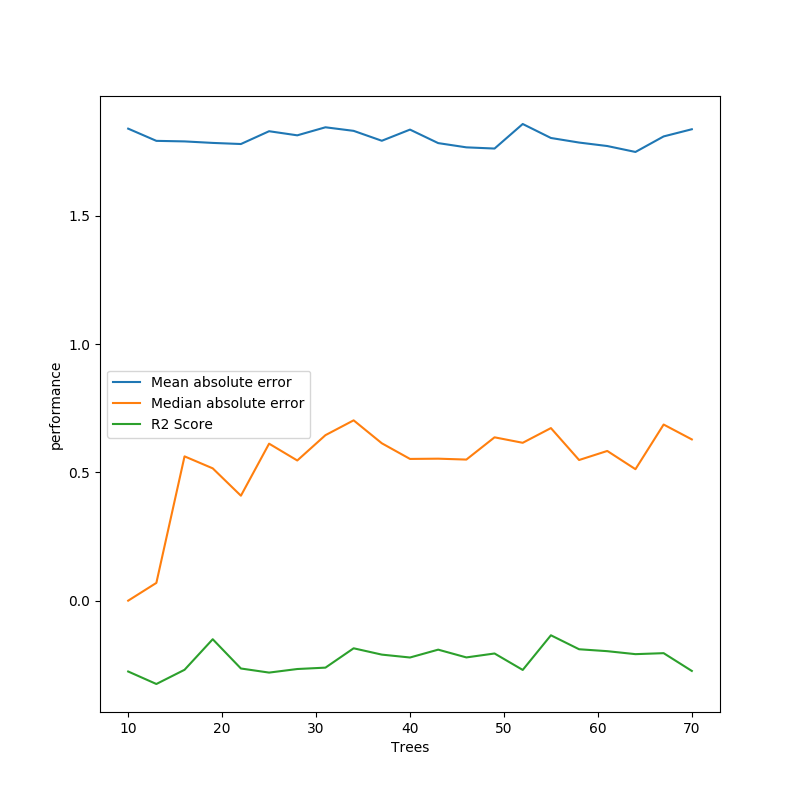 1.5
1.0
0.5
0.0
performance
Mean absolute error
Median absolute error
R2 Score
10 20 30 40 50 60 70
Trees